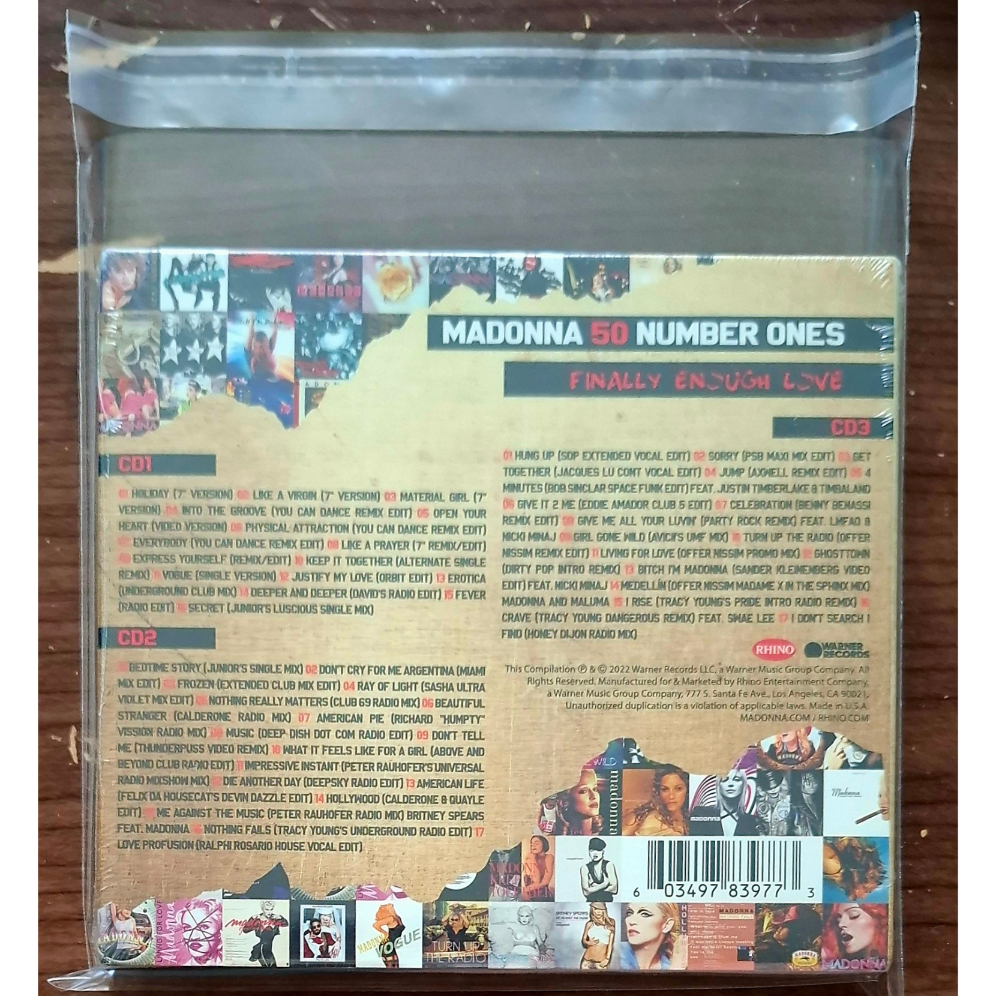 MADONNA 50 NUMBER ONES
FINALLY ENOUGH LOVE
CD1
01 HOLIDAY (7" VERSION) 02 LIKE A VIRGIN (7" VERSION) 03 MATERIAL GIRL (7"
VERSION) 04 INTO THE GROOVE (YOU CAN DANCE REMIX EDIT) 05 OPEN YOUR
HEART (VIDEO VERSION) 06 PHYSICAL ATTRACTION (YOU CAN DANCE REMIX EDIT)
07 EVERYBODY (YOU CAN DANCE REMIX EDIT) 08 LIKE A PRAYER (7" REMIX/EDIT)
09 EXPRESS YOURSELF (REMIX/EDIT) 10 KEEP IT TOGETHER (ALTERNATE SINGLE
REMIX) 11 VOGUE (SINGLE VERSION) 12 JUSTIFY MY LOVE (ORBIT EDIT) 13 EROTICA
(UNDERGROUND CLUB MIX) 14 DEEPER AND DEEPER (DAVID'S RADIO EDIT) 15 FEVER
(RADIO EDIT) 16 SECRET (JUNIOR'S LUSCIOUS SINGLE MIX)
CD2
BEDTIME STORY (JUNIOR'S SINGLE MIX) 02 DON'T CRY FOR ME ARGENTINA (MIAMI
MIX EDIT) 03 FROZEN (EXTENDED CLUB MIX EDIT) 04 RAY OF LIGHT (SASHA ULTRA
VIOLET MIX EDIT) 05 NOTHING REALLY MATTERS (CLUB 69 RADIO MIX) 06 BEAUTIFUL
STRANGER (CALDERONE RADIO MIX) 07 AMERICAN PIE (RICHARD "HUMPTY"
VISSION RADIO MIX) 08 MUSIC (DEEP DISH DOT COM RADIO EDIT) 09 DON'T TELL
ME (THUNDERPUSS VIDEO REMIX) 10 WHAT IT FEELS LIKE FOR A GIRL (ABOVE AND
BEYOND CLUB RADIO EDIT) 11 IMPRESSIVE INSTANT (PETER RAUHOFER'S UNIVERSAL
RADIO MIXSHOW MIX) 12 DIE ANOTHER DAY (DEEPSKY RADIO EDIT) 13 AMERICAN LIFE
(FELIX DA HOUSECAT'S DEVIN DAZZLE EDIT) 14 HOLLYWOOD (CALDERONE & QUAYLE
EDIT) 15 ME AGAINST THE MUSIC (PETER RAUHOFER RADIO MIX) BRITNEY SPEARS
FEAT. MADONNA 16 NOTHING FAILS (TRACY YOUNG'S UNDERGROUND RADIO EDIT) 17
LOVE PROFUSION (RALPHI ROSARIO HOUSE VOCAL EDIT)
CD3
01 HUNG UP (SDP EXTENDED VOCAL EDIT) 02 SORRY (PSB MAXI MIX EDIT) 03 GET
TOGETHER (JACQUES LU CONT VOCAL EDIT) 04 JUMP (AXWELL REMIX EDIT) 05 4
MINUTES (BOB SINCLAR SPACE FUNK EDIT) FEAT. JUSTIN TIMBERLAKE & TIMBALAND
06 GIVE IT 2 ME (EDDIE AMADOR CLUB 5 EDIT) 07 CELEBRATION (BENNY BENASSI
REMIX EDIT) 08 GIVE ME ALL YOUR LUVIN' (PARTY ROCK REMIX) FEAT. LMFAO &
NICKI MINAJ 09 GIRL GONE WILD (AVICII'S UMF MIX) 10 TURN UP THE RADIO (OFFER
NISSIM REMIX EDIT) 11 LIVING FOR LOVE (OFFER NISSIM PROMO MIX) 12 GHOSTTOWN
(DIRTY POP INTRO REMIX) 13 BITCH I'M MADONNA (SANDER KLEINENBERG VIDEO
EDIT) FEAT. NICKI MINAJ 14 MEDELLÍN (OFFER NISSIM MADAME X IN THE SPHINX MIX)
MADONNA AND MALUMA 15 I RISE (TRACY YOUNG'S PRIDE INTRO RADIO REMIX) 16
CRAVE (TRACY YOUNG DANGEROUS REMIX) FEAT. SWAE LEE 17 I DON'T SEARCH I
FIND (HONEY DIJON RADIO MIX)
RHINO
WARNER RECORDS
This Compilation ℗ & © 2022 Warner Records LLC, a Warner Music Group Company. All
Rights Reserved. Manufactured for & Marketed by Rhino Entertainment Company,
a Warner Music Group Company, 777 S. Santa Fe Ave., Los Angeles, CA 90021.
Unauthorized duplication is a violation of applicable laws. Made in U.S.A.
MADONNA.COM / RHINO.COM
WILD
madonna
MADONNA
Madonna
6 03497 83977 3
VOGUE
TURN UP
THE RADIO
BRITNEY SPEARS
MADONNA
MADONNA